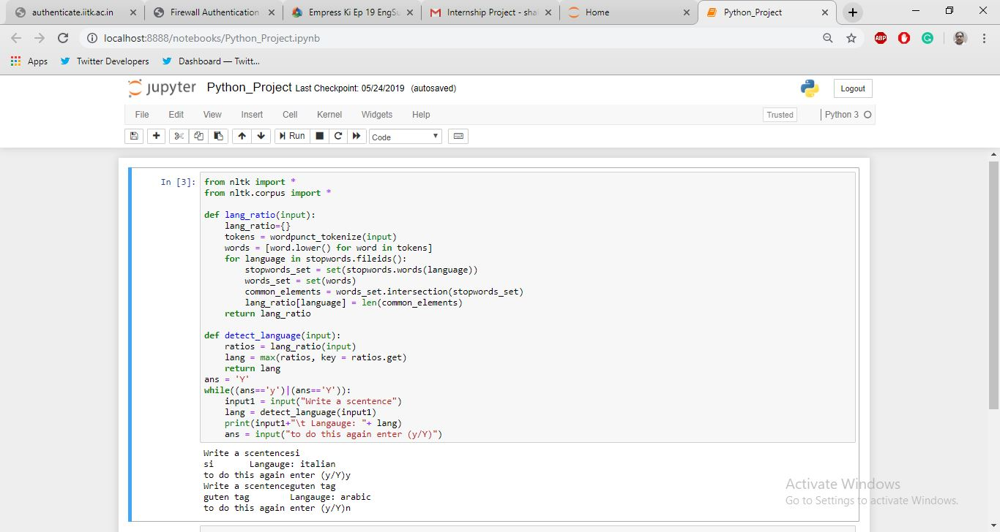 authenticate.iitk.ac.in
Firewall Authentication
Empress Ki Ep 19 EngSu
Internship Project - sha
Home
Python_Project
localhost:8888/notebooks/Python_Project.ipynb
ABP
Apps
Twitter Developers
Dashboard — Twitt...
jupyter Python_Project Last Checkpoint: 05/24/2019 (autosaved)
Logout
File Edit View Insert Cell Kernel Widgets Help
Trusted
Python 3
Run
Code
In [3]:
from nltk import *
from nltk.corpus import *
def lang_ratio(input):
    lang_ratio={}
    tokens = wordpunct_tokenize(input)
    words = [word.lower() for word in tokens]
    for language in stopwords.fileids():
        stopwords_set = set(stopwords.words(language))
        words_set = set(words)
        common_elements = words_set.intersection(stopwords_set)
        lang_ratio[language] = len(common_elements)
    return lang_ratio
def detect_language(input):
    ratios = lang_ratio(input)
    lang = max(ratios, key = ratios.get)
    return lang
ans = 'Y'
while((ans=='y')|(ans=='Y')):
    input1 = input("Write a scentence")
    lang = detect_language(input1)
    print(input1+"\t Langauge: "+ lang)
    ans = input("to do this again enter (y/Y)")
Write a scentencesi
si Langauge: italian
to do this again enter (y/Y)y
Write a scentenceguten tag
guten tag Langauge: arabic
to do this again enter (y/Y)n
Activate Windows
Go to Settings to activate Windows.